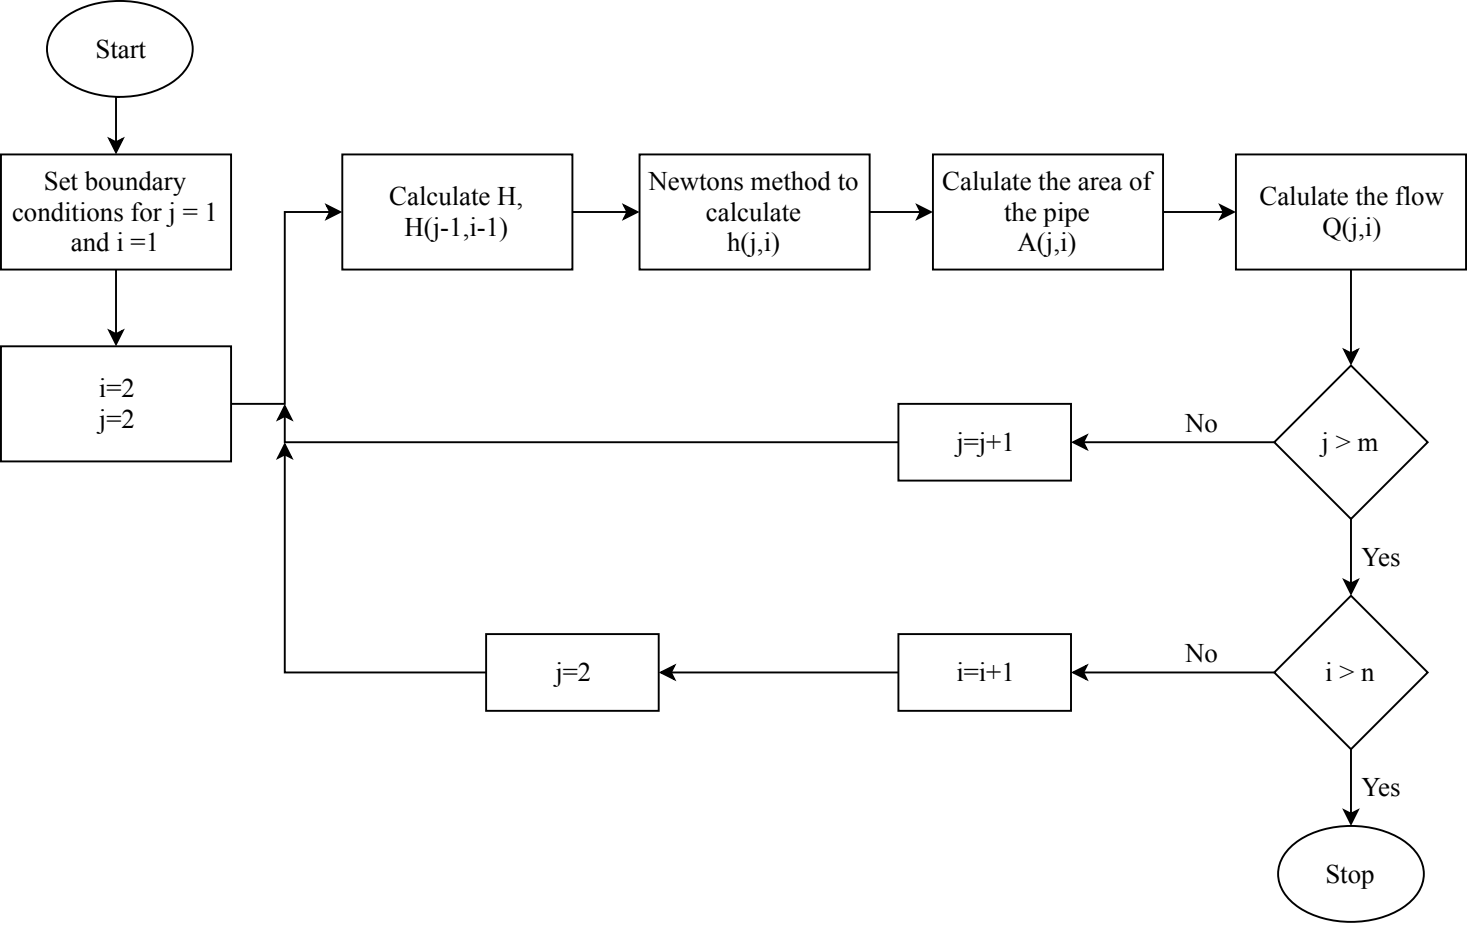 Start
Set boundary
conditions for j = 1
and i =1
i=2
j=2
Calculate H,
H(j-1,i-1)
Newtons method to
calculate
h(j,i)
Calulate the area of
the pipe
A(j,i)
Calulate the flow
Q(j,i)
j > m
No
j=j+1
Yes
i > n
No
i=i+1
j=2
Yes
Stop